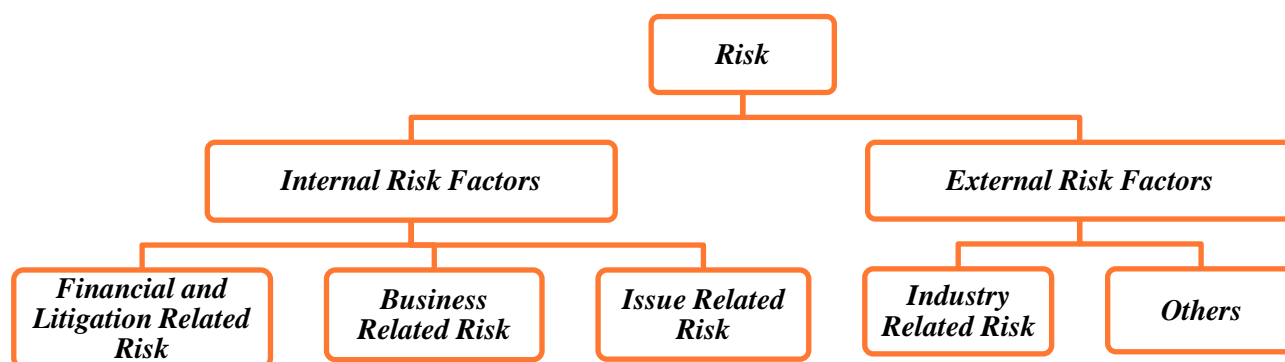 Risk
Internal Risk Factors
External Risk Factors
Financial and
Litigation Related
Risk
Business
Related Risk
Issue Related
Risk
Industry
Related Risk
Others